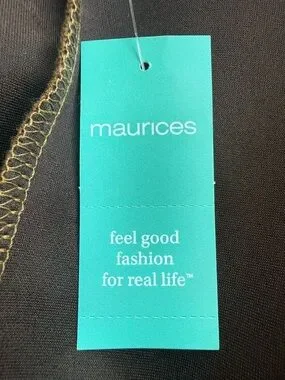 maurices
feel good
fashion
for real life™